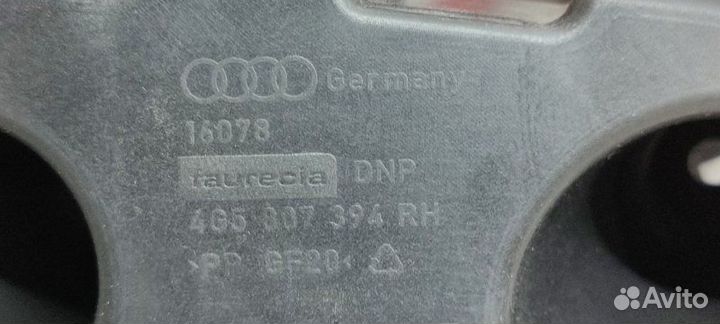 Germany
16078
faurecia DNP
4G5 807 394 RH
>PP GF20<
Avito